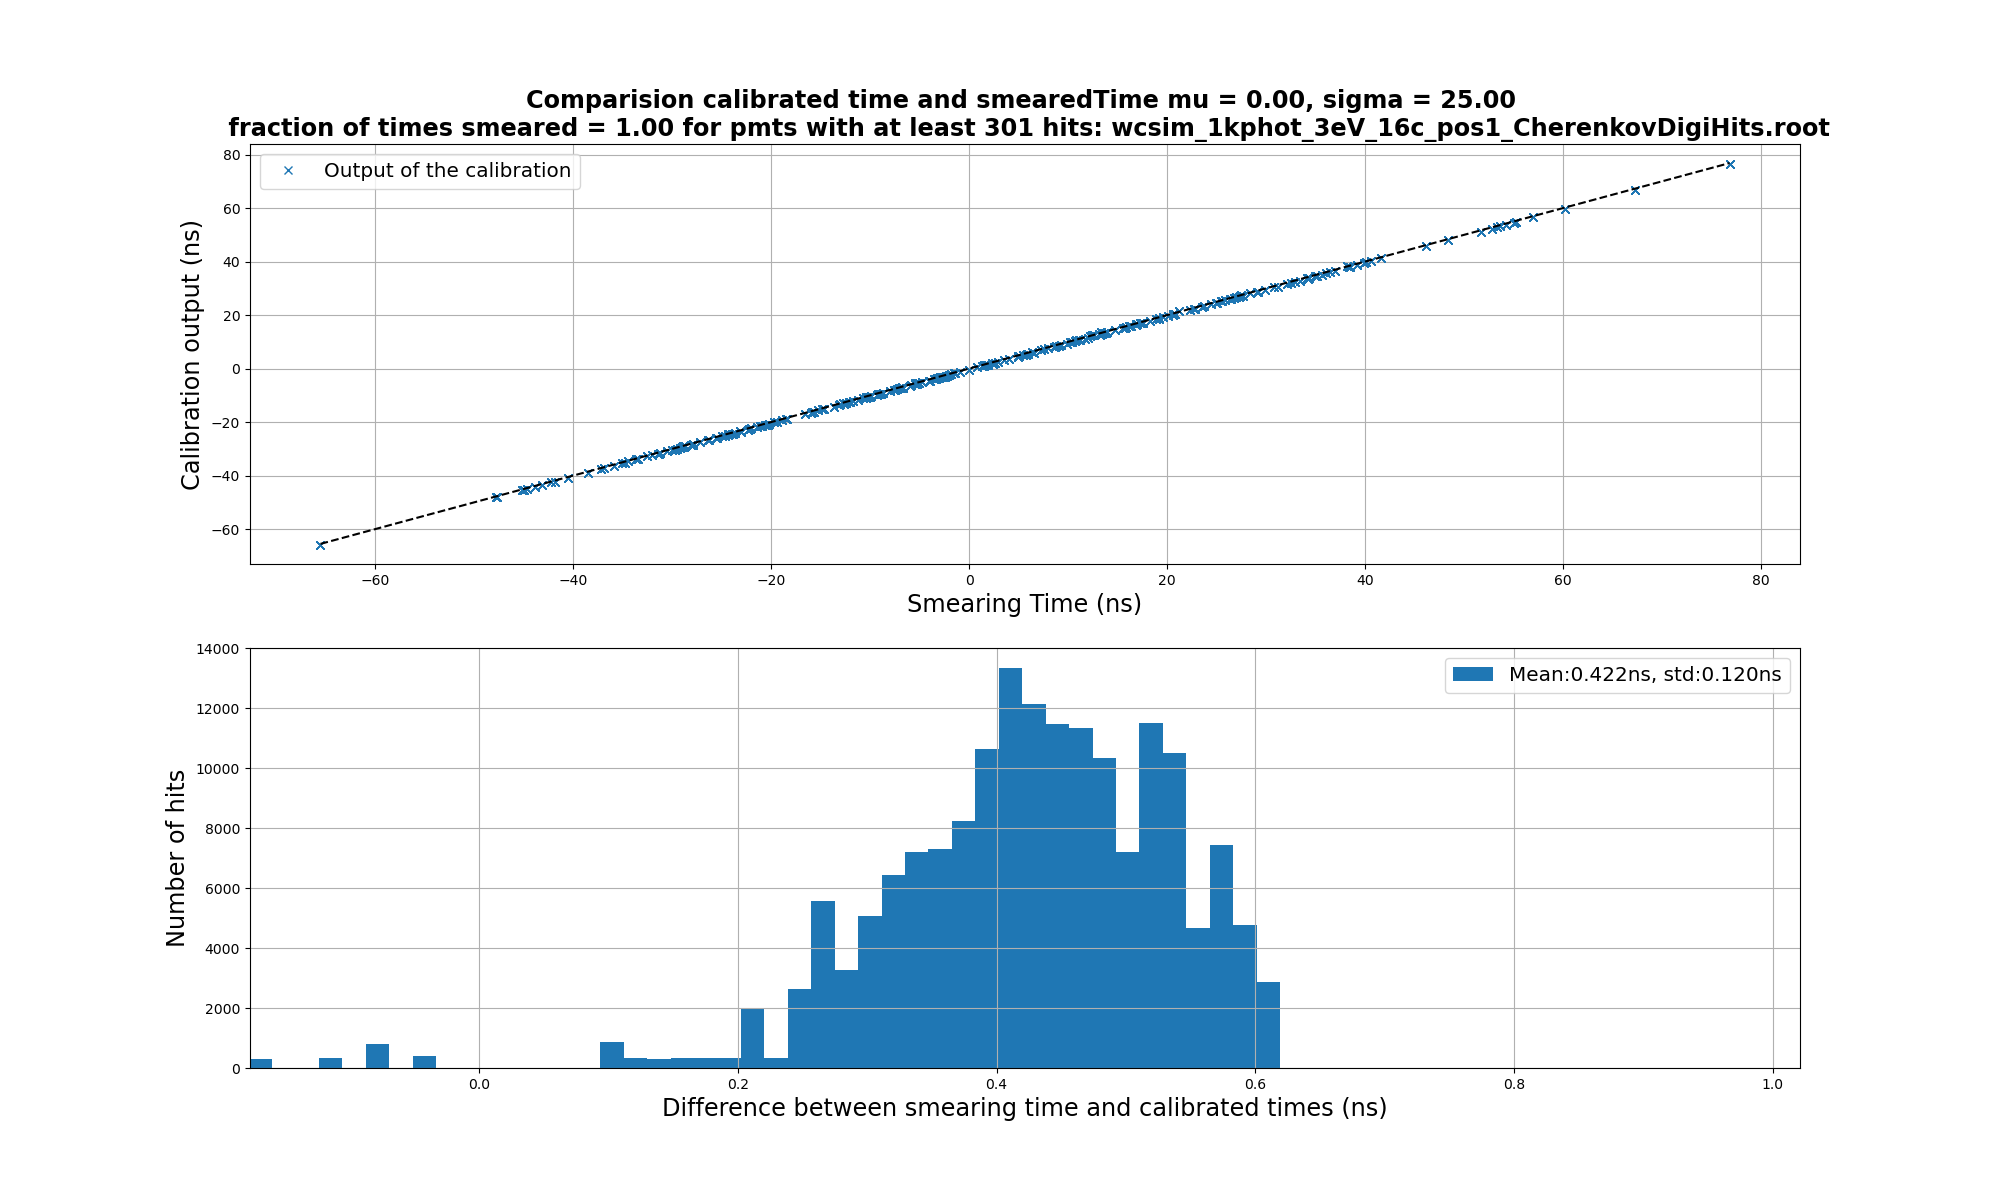 Comparision calibrated time and smearedTime mu = 0.00, sigma = 25.00
fraction of times smeared = 1.00 for pmts with at least 301 hits: wcsim_1kphot_3eV_16c_pos1_CherenkovDigiHits.root
Output of the calibration
Calibration output (ns)
80
60
40
20
0
−20
−40
−60
−60 −40 −20 0 20 40 60 80
Smearing Time (ns)
Mean:0.422ns, std:0.120ns
Number of hits
14000
12000
10000
8000
6000
4000
2000
0
0.0 0.2 0.4 0.6 0.8 1.0
Difference between smearing time and calibrated times (ns)